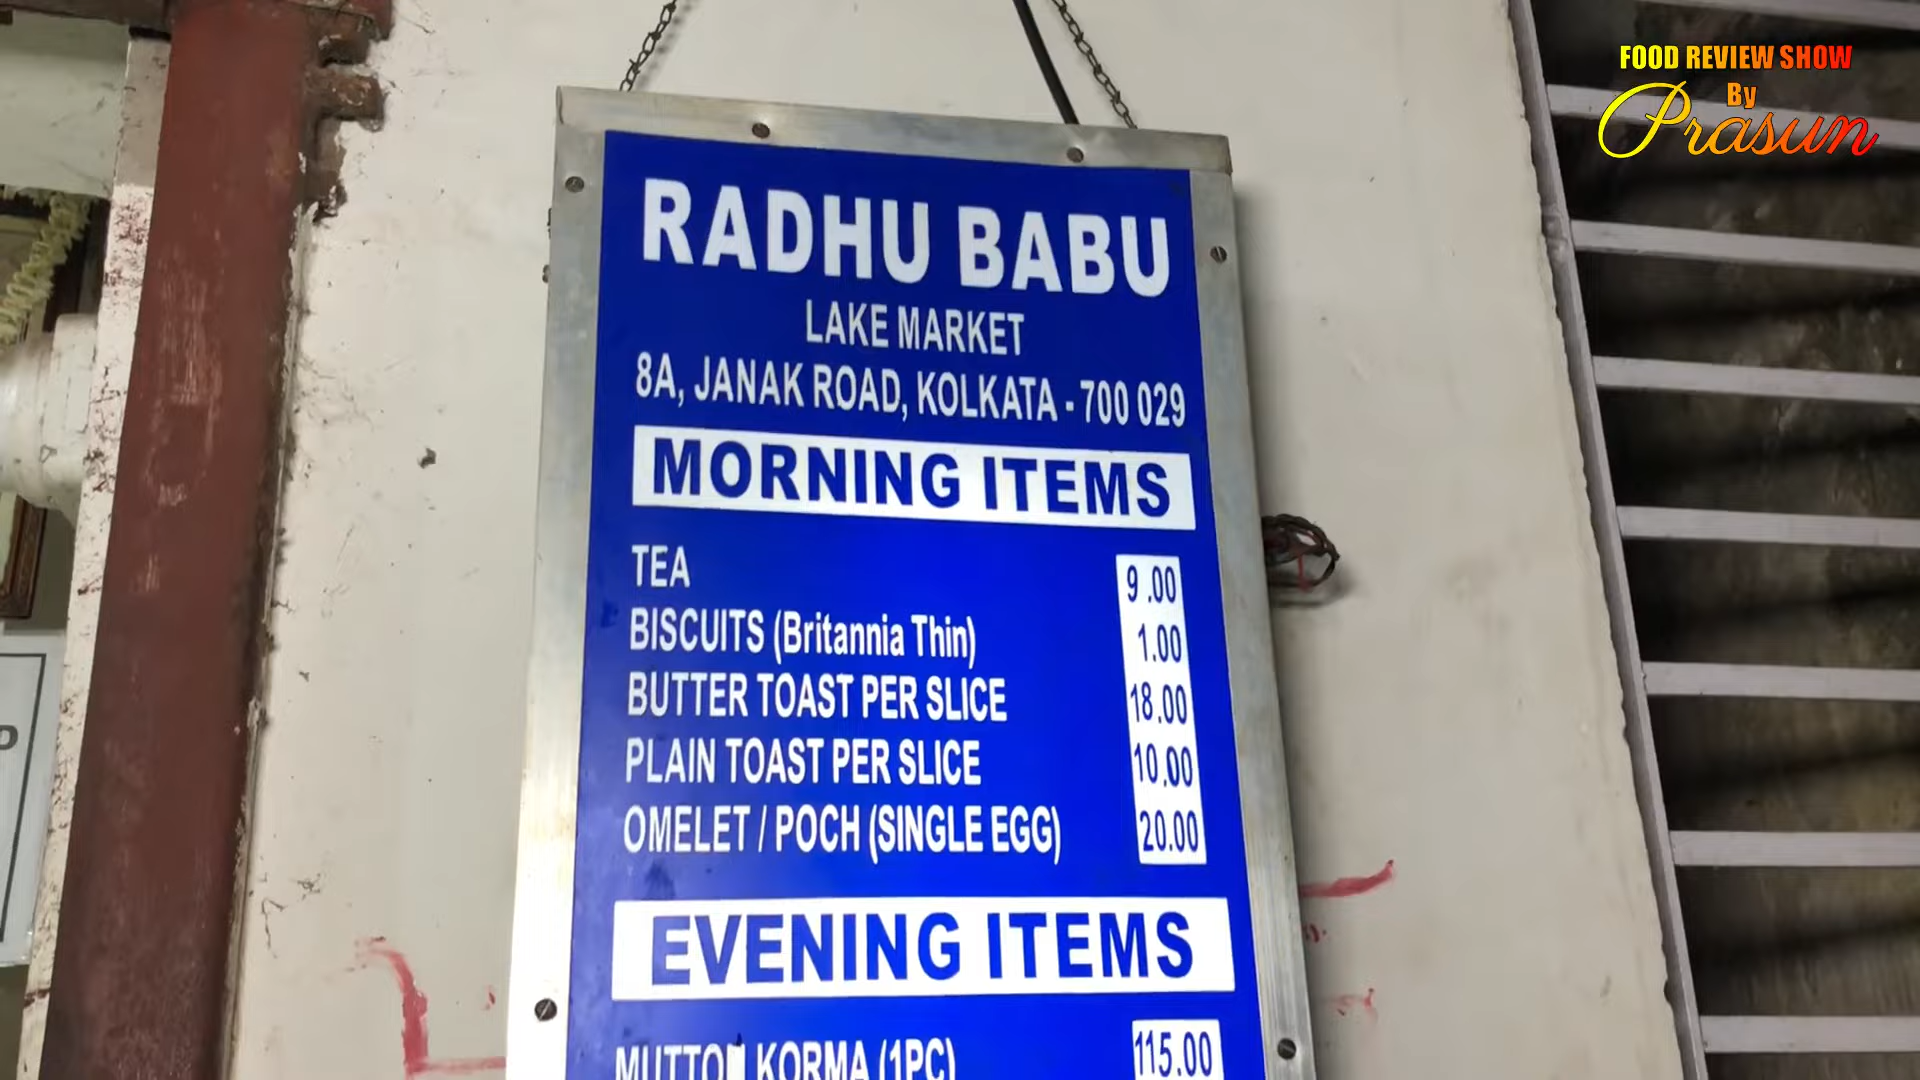 FOOD REVIEW SHOW
By
Prasun
RADHU BABU
LAKE MARKET
8A, JANAK ROAD, KOLKATA - 700 029
MORNING ITEMS
TEA 9.00
BISCUITS (Britannia Thin) 1.00
BUTTER TOAST PER SLICE 18.00
PLAIN TOAST PER SLICE 10.00
OMELET / POCH (SINGLE EGG) 20.00
EVENING ITEMS
MUTTON KORMA (1PC) 115.00